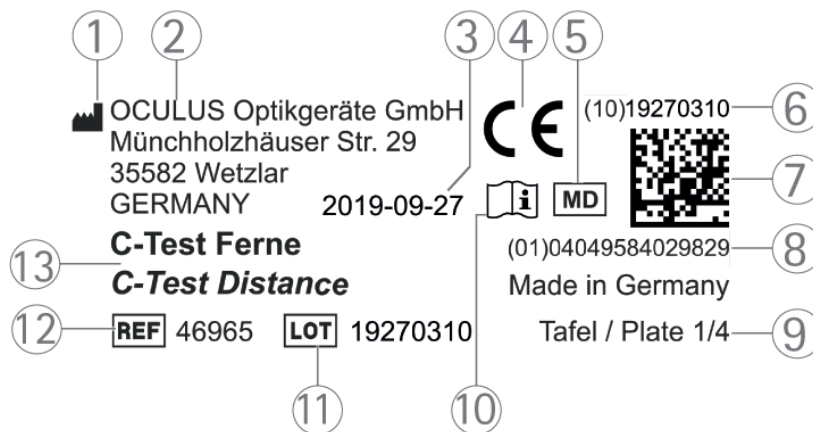 1 2 3 4 5
OCULUS Optikgeräte GmbH
Münchholzhäuser Str. 29
35582 Wetzlar
GERMANY
2019-09-27
CE
(10)19270310 6
i MD
7
(01)04049584029829 8
13 C-Test Ferne
C-Test Distance
Made in Germany
12 REF 46965 LOT 19270310
Tafel / Plate 1/4 9
11 10